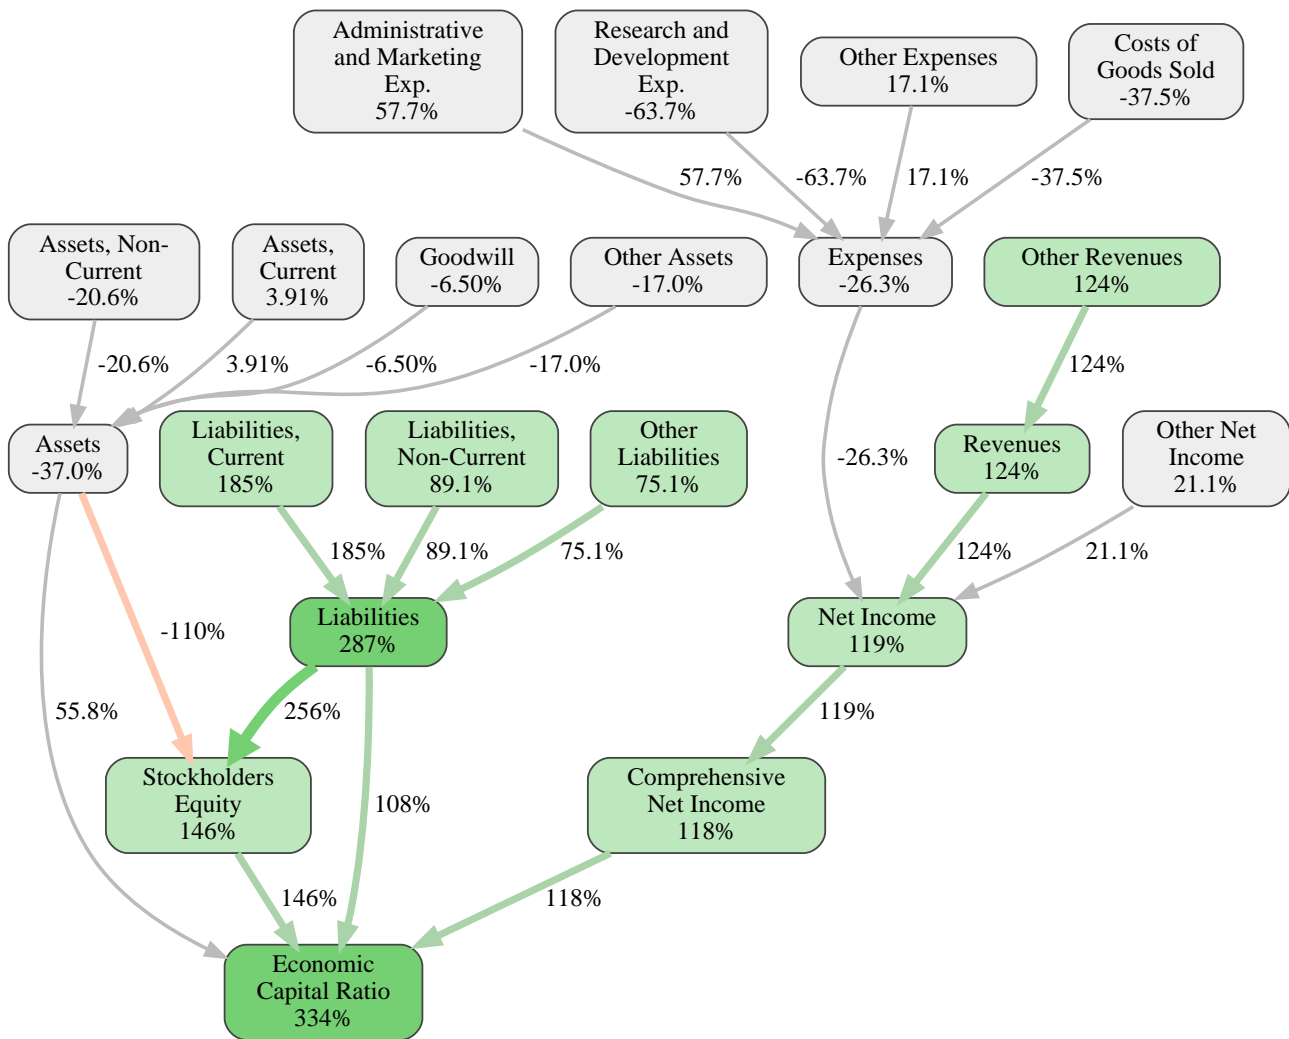 Administrative
and Marketing
Exp.
57.7%
Research and
Development
Exp.
-63.7%
Other Expenses
17.1%
Costs of
Goods Sold
-37.5%
57.7%
-63.7%
17.1%
-37.5%
Assets, Non-
Current
-20.6%
Assets,
Current
3.91%
Goodwill
-6.50%
Other Assets
-17.0%
Expenses
-26.3%
Other Revenues
124%
-20.6%
3.91%
-6.50%
-17.0%
124%
Assets
-37.0%
Liabilities,
Current
185%
Liabilities,
Non-Current
89.1%
Other
Liabilities
75.1%
-26.3%
Revenues
124%
Other Net
Income
21.1%
185%
89.1%
75.1%
124%
21.1%
Liabilities
287%
Net Income
119%
-110%
55.8%
256%
119%
Stockholders
Equity
146%
108%
Comprehensive
Net Income
118%
146%
118%
Economic
Capital Ratio
334%